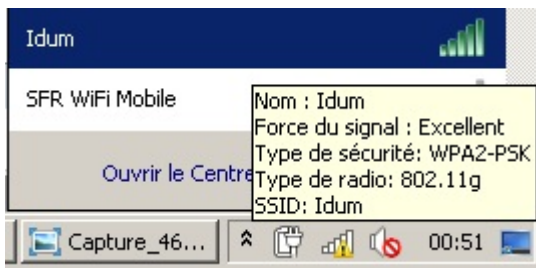 Idum
SFR WiFi Mobile
Nom : Idum
Force du signal : Excellent
Type de sécurité: WPA2-PSK
Type de radio: 802.11g
SSID: Idum
Ouvrir le Centre
Capture_46...
00:51